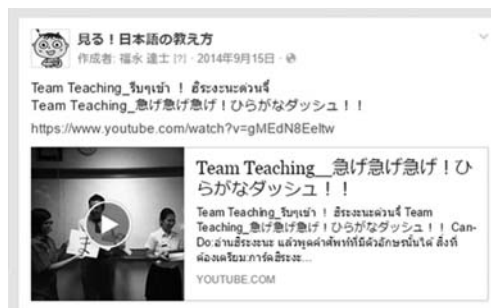 見る！日本語の教え方
作成者: 福永 達士 [?] · 2014年9月15日 ·
Team Teaching_รีบๆเข้า ! ฮิระงะนะด่วนจี๋
Team Teaching_急げ急げ急げ！ひらがなダッシュ！！
https://www.youtube.com/watch?v=gMEdN8Eeltw
Team Teaching__急げ急げ急げ！ひ
らがなダッシュ！！
Team Teaching_รีบๆเข้า ! ฮิระงะนะด่วนจี๋ Team
Teaching_急げ急げ急げ！ひらがなダッシュ！！ Can-
Do:อ่านฮิระงะนะ แล้วพูดคำศัพท์ที่มีตัวอักษรนั้นได้ สิ่งที่
ต้องเตรียม:การ์ดฮิระงะ...
YOUTUBE.COM